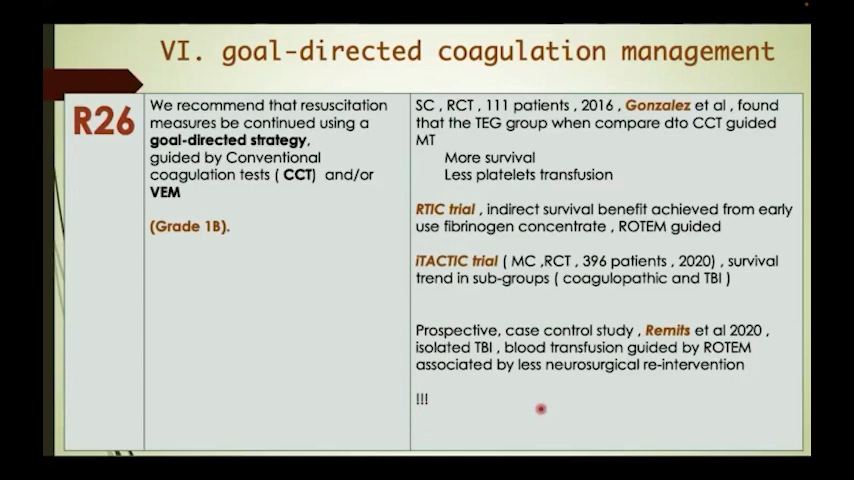 VI. goal-directed coagulation management
R26
We recommend that resuscitation
measures be continued using a
goal-directed strategy,
guided by Conventional
coagulation tests ( CCT) and/or
VEM
(Grade 1B).
SC , RCT , 111 patients , 2016 , Gonzalez et al , found
that the TEG group when compare dto CCT guided
MT
More survival
Less platelets transfusion
RTIC trial , indirect survival benefit achieved from early
use fibrinogen concentrate , ROTEM guided
iTACTIC trial ( MC ,RCT , 396 patients , 2020) , survival
trend in sub-groups ( coagulopathic and TBI )
Prospective, case control study , Remits et al 2020 ,
isolated TBI , blood transfusion guided by ROTEM
associated by less neurosurgical re-intervention
!!!